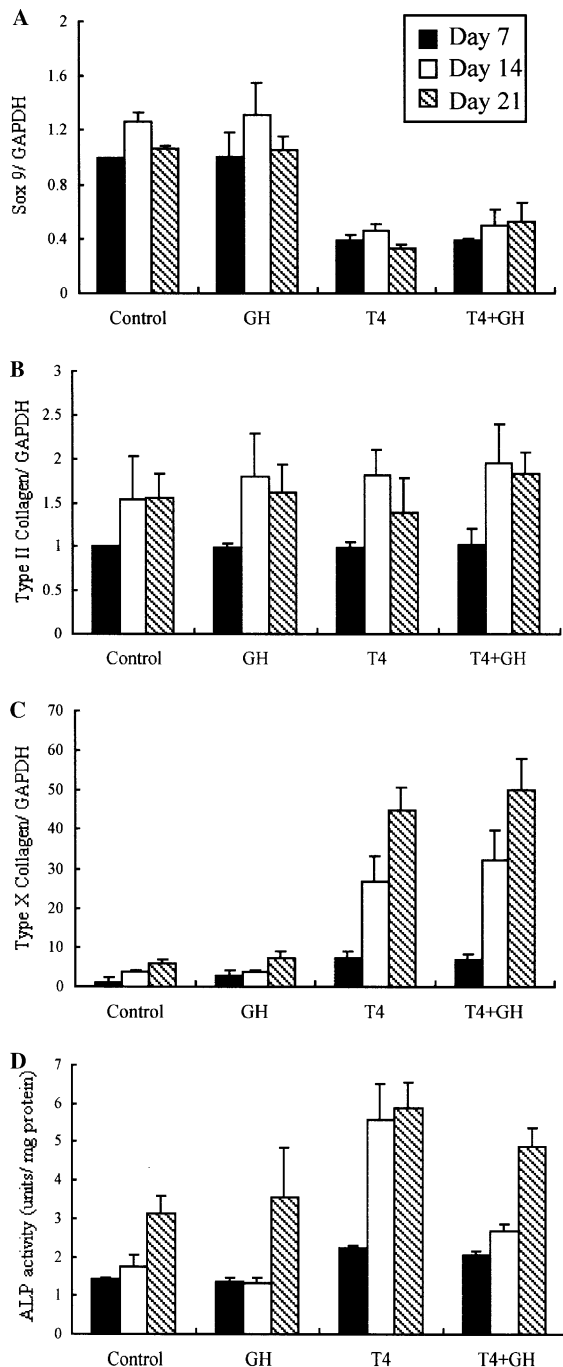 A
Sox 9/ GAPDH
1.6
1.2
0.8
0.4
0
Day 7
Day 14
Day 21
Control GH T4 T4+GH
B
Type II Collagen/ GAPDH
3
2.5
2
1.5
1
0.5
0
Control GH T4 T4+GH
C
Type X Collagen/ GAPDH
70
60
50
40
30
20
10
0
Control GH T4 T4+GH
D
ALP activity (units/ mg protein)
7
6
5
4
3
2
1
0
Control GH T4 T4+GH